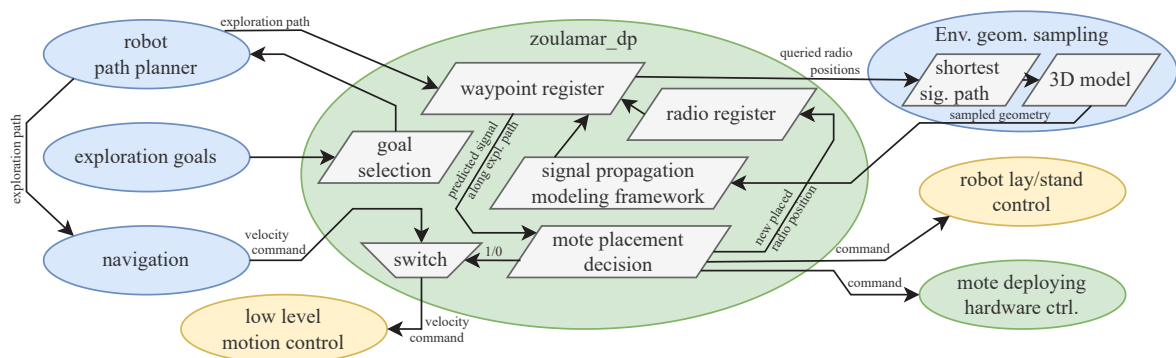 exploration path
robot
path planner
zoulamar_dp
Env. geom. sampling
queried radio
positions
waypoint register
shortest
sig. path
3D model
radio register
sampled geometry
exploration path
exploration goals
goal
selection
predicted signal
along expl. path
signal propagation
modeling framework
new placed
radio position
robot lay/stand
control
velocity
command
navigation
switch
1/0
mote placement
decision
command
command
mote deploying
hardware ctrl.
low level
motion control
velocity
command